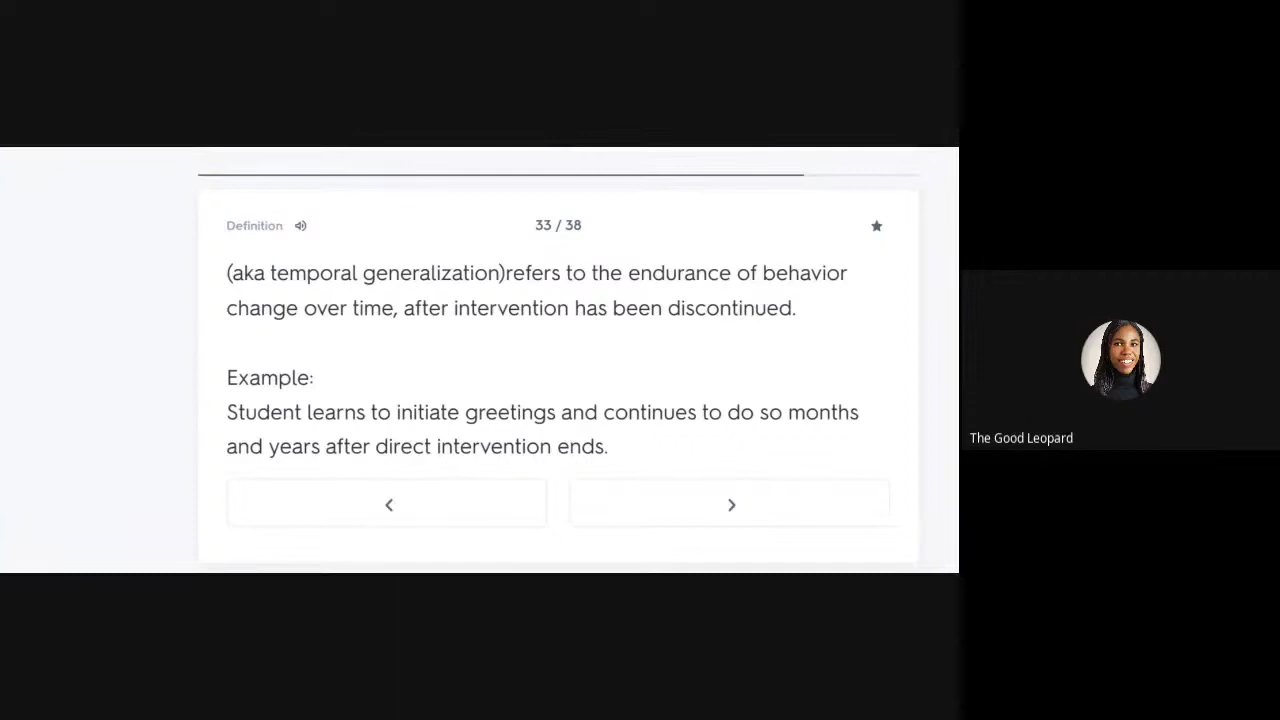 Definition
33 / 38
(aka temporal generalization)refers to the endurance of behavior
change over time, after intervention has been discontinued.
Example:
Student learns to initiate greetings and continues to do so months
and years after direct intervention ends.
The Good Leopard